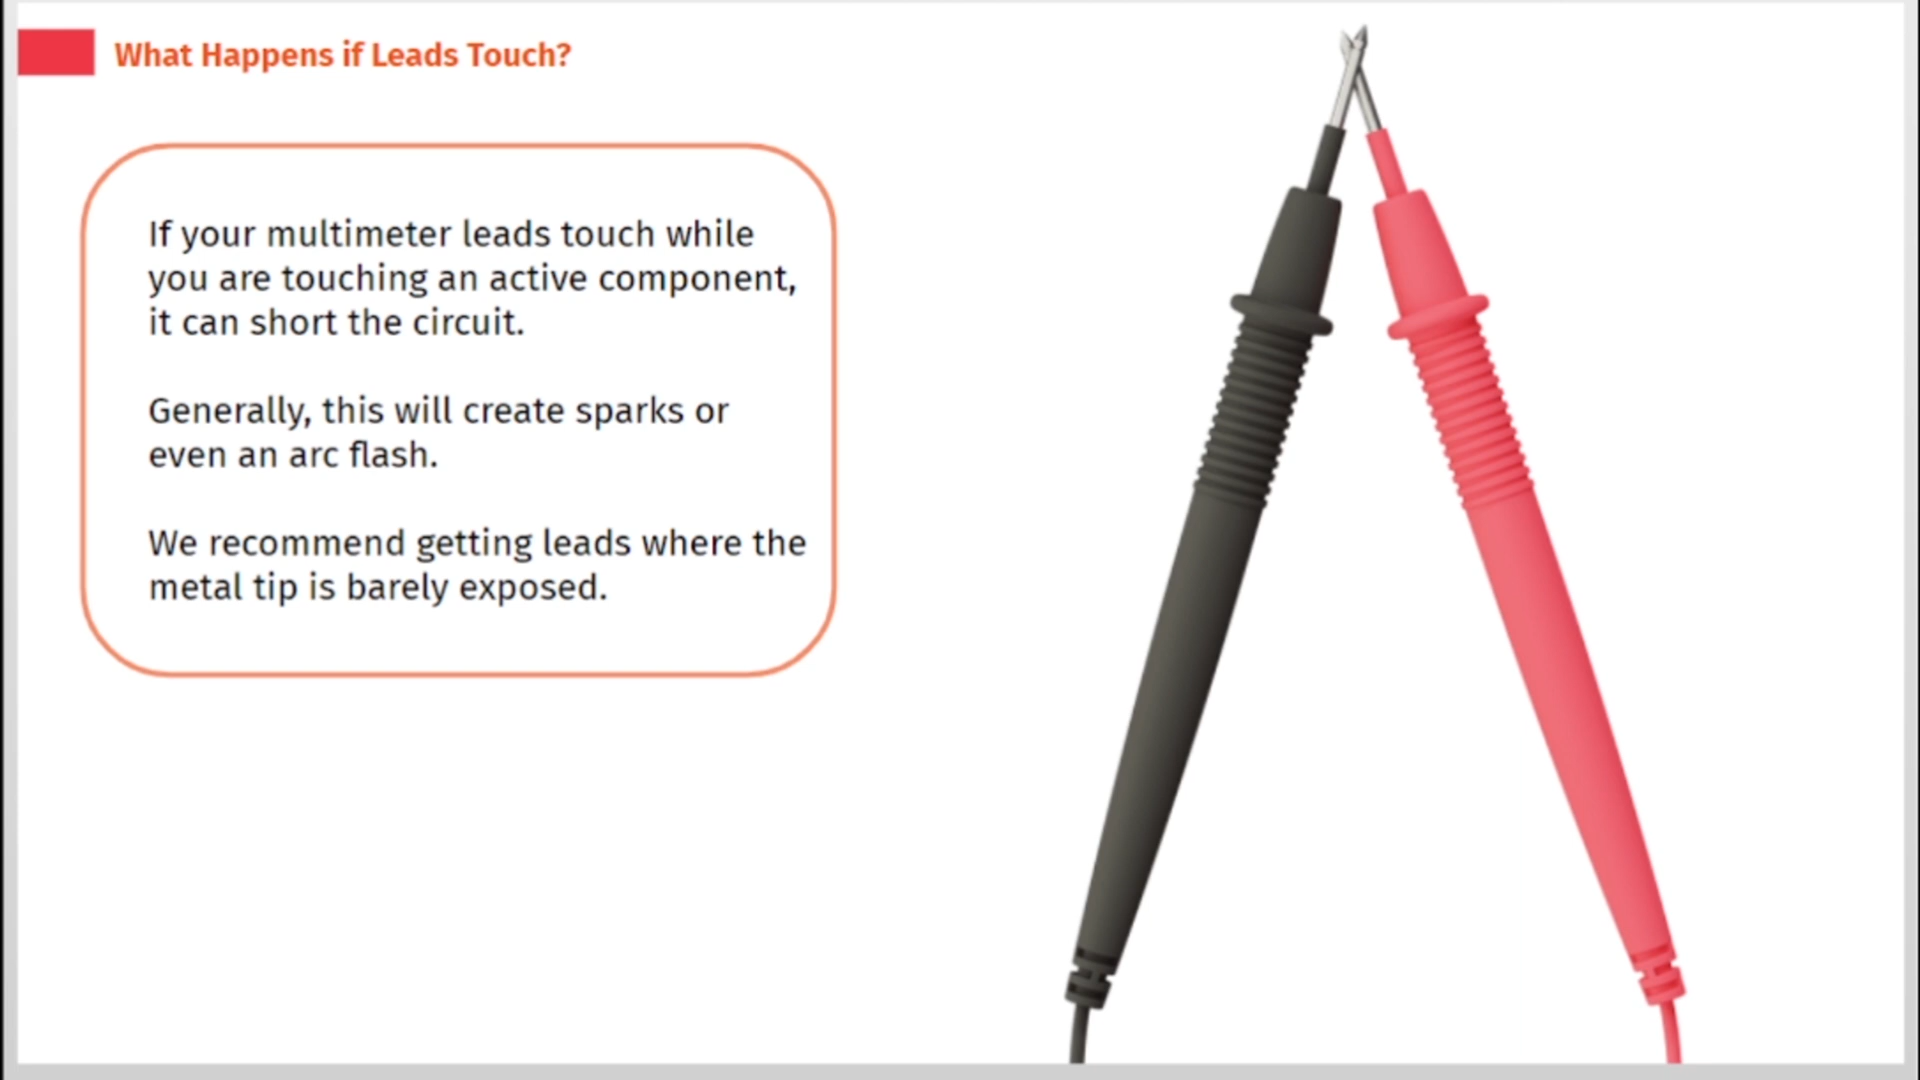 What Happens if Leads Touch?
If your multimeter leads touch while
you are touching an active component,
it can short the circuit.
Generally, this will create sparks or
even an arc flash.
We recommend getting leads where the
metal tip is barely exposed.